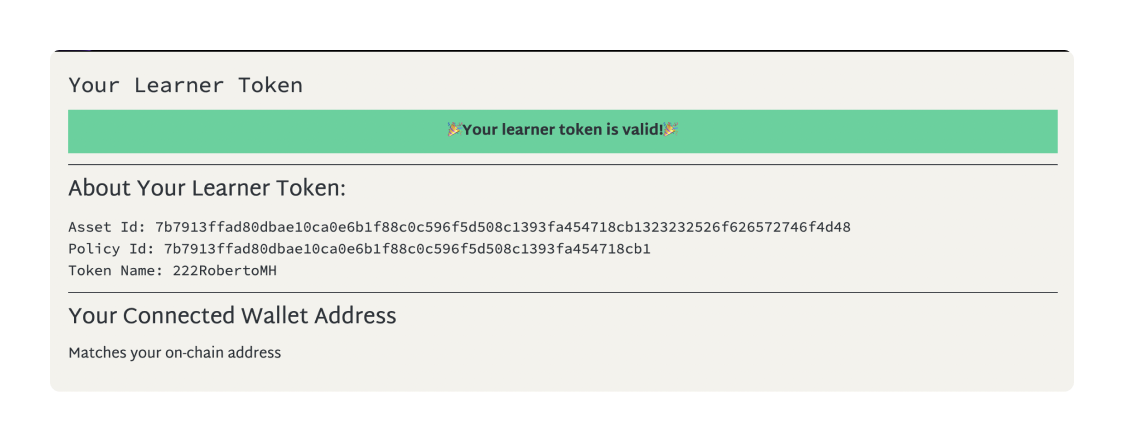 Your Learner Token
🎉Your learner token is valid!🎉
About Your Learner Token:
Asset Id: 7b7913ffad80dbae10ca0e6b1f88c0c596f5d508c1393fa454718cb1323232526f626572746f4d48
Policy Id: 7b7913ffad80dbae10ca0e6b1f88c0c596f5d508c1393fa454718cb1
Token Name: 222RobertoMH
Your Connected Wallet Address
Matches your on-chain address